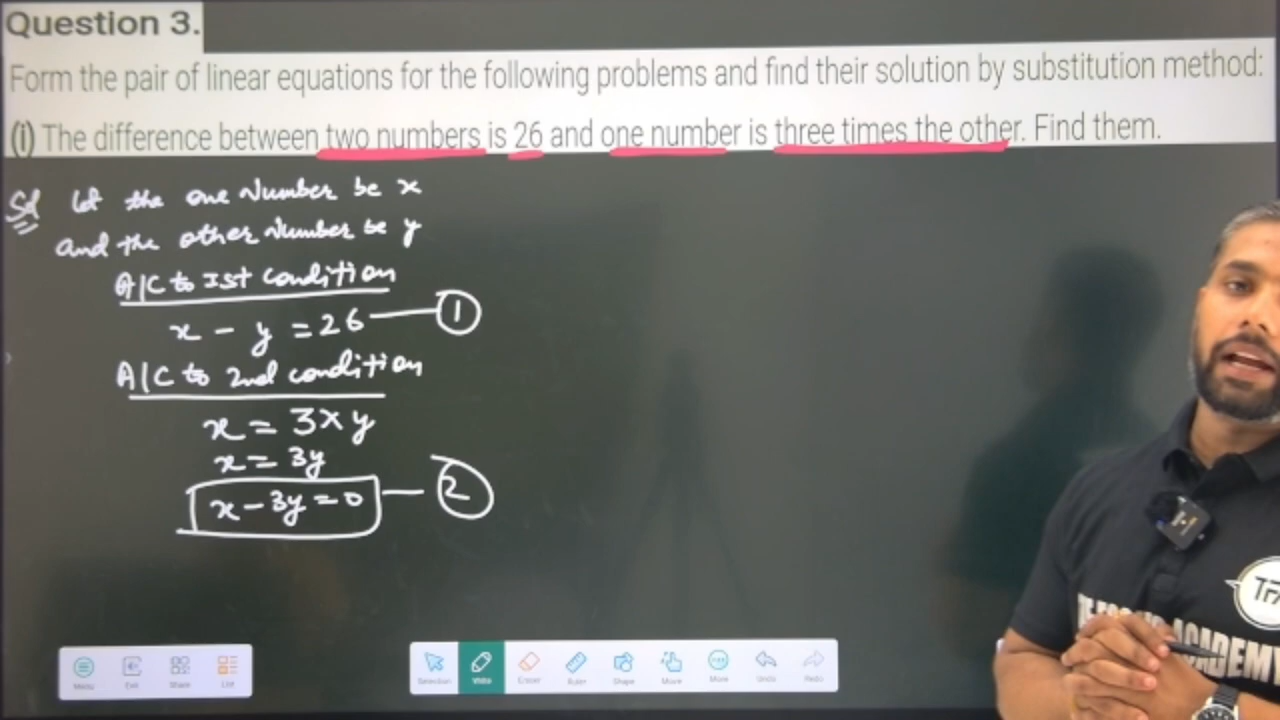 Question 3.
Form the pair of linear equations for the following problems and find their solution by substitution method:
(i) The difference between two numbers is 26 and one number is three times the other. Find them.
Sol Let the one Number be x
and the other Number be y
A/C to Ist condition
x - y = 26 — 1
A/C to 2nd condition
x = 3 × y
x = 3y
x - 3y = 0 — 2
Menu Exit Share List
Selection Write Eraser Ruler Shape Move More Undo Redo
ACADEMY